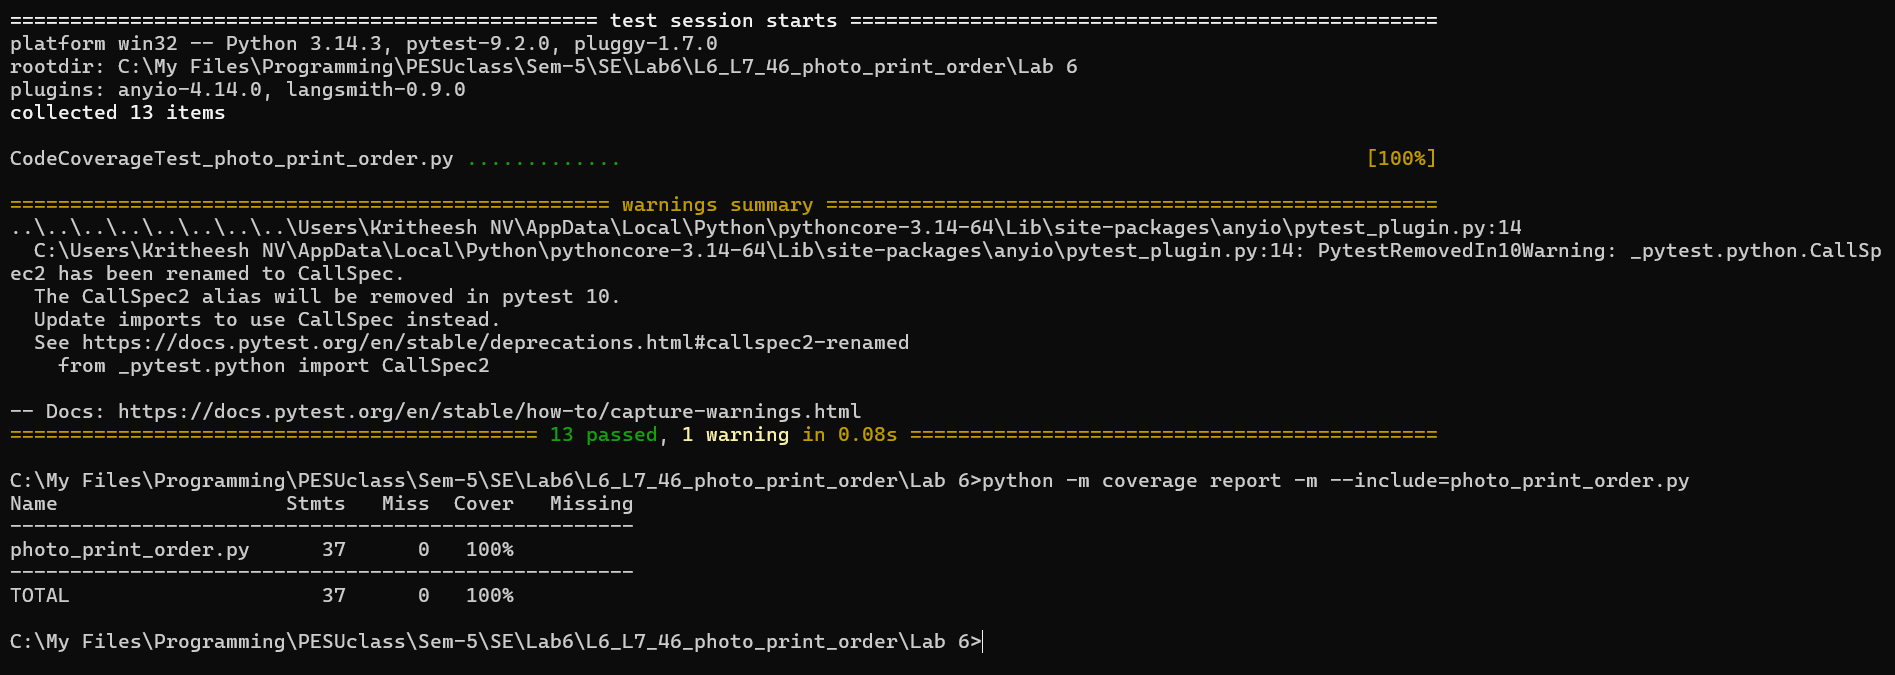 ================================================= test session starts =================================================
platform win32 -- Python 3.14.3, pytest-9.2.0, pluggy-1.7.0
rootdir: C:\My Files\Programming\PESUclass\Sem-5\SE\Lab6\L6_L7_46_photo_print_order\Lab 6
plugins: anyio-4.14.0, langsmith-0.9.0
collected 13 items

CodeCoverageTest_photo_print_order.py .............                                                              [100%]

================================================== warnings summary ===================================================
..\..\..\..\..\..\..\..\Users\Kritheesh NV\AppData\Local\Python\pythoncore-3.14-64\Lib\site-packages\anyio\pytest_plugin.py:14
  C:\Users\Kritheesh NV\AppData\Local\Python\pythoncore-3.14-64\Lib\site-packages\anyio\pytest_plugin.py:14: PytestRemovedIn10Warning: _pytest.python.CallSp
ec2 has been renamed to CallSpec.
  The CallSpec2 alias will be removed in pytest 10.
  Update imports to use CallSpec instead.
  See https://docs.pytest.org/en/stable/deprecations.html#callspec2-renamed
    from _pytest.python import CallSpec2

-- Docs: https://docs.pytest.org/en/stable/how-to/capture-warnings.html
============================================ 13 passed, 1 warning in 0.08s ============================================

C:\My Files\Programming\PESUclass\Sem-5\SE\Lab6\L6_L7_46_photo_print_order\Lab 6>python -m coverage report -m --include=photo_print_order.py
Name                   Stmts   Miss  Cover   Missing
----------------------------------------------------
photo_print_order.py      37      0   100%
----------------------------------------------------
TOTAL                     37      0   100%

C:\My Files\Programming\PESUclass\Sem-5\SE\Lab6\L6_L7_46_photo_print_order\Lab 6>